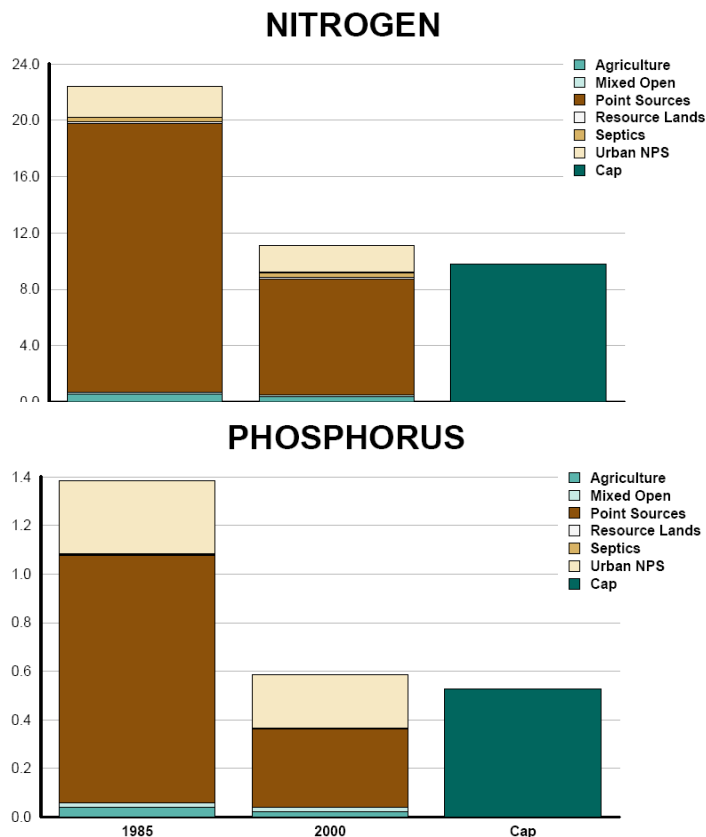 NITROGEN
24.0
20.0
16.0
12.0
8.0
4.0
0.0
Agriculture
Mixed Open
Point Sources
Resource Lands
Septics
Urban NPS
Cap
PHOSPHORUS
1.4
1.2
1.0
0.8
0.6
0.4
0.2
0.0
Agriculture
Mixed Open
Point Sources
Resource Lands
Septics
Urban NPS
Cap
1985 2000 Cap